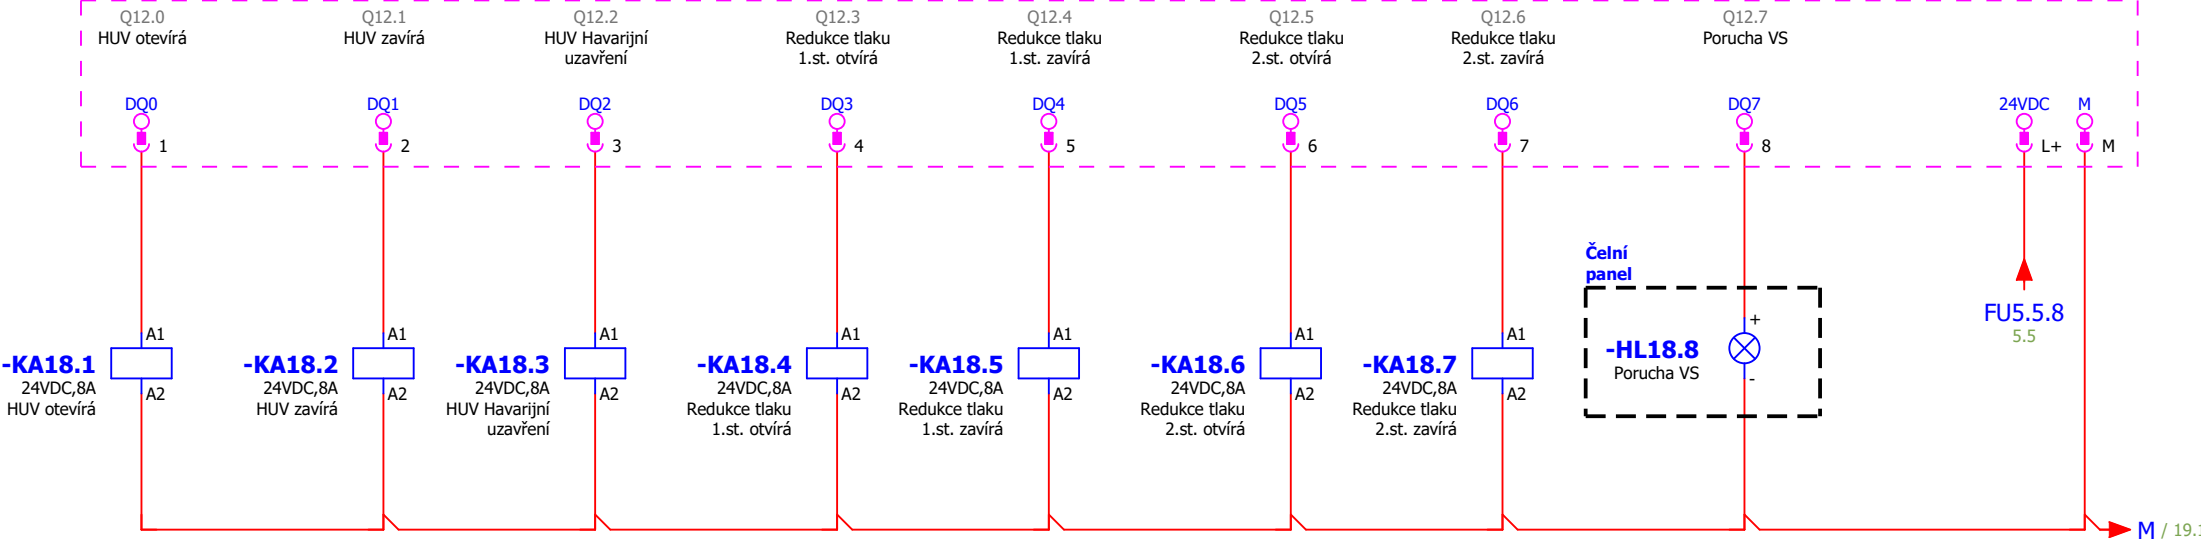 Q12.0 Q12.1 Q12.2 Q12.3 Q12.4 Q12.5 Q12.6 Q12.7
HUV otevírá HUV zavírá HUV Havarijní Redukce tlaku Redukce tlaku Redukce tlaku Redukce tlaku Porucha VS
uzavření 1.st. otvírá 1.st. zavírá 2.st. otvírá 2.st. zavírá
DQ0 DQ1 DQ2 DQ3 DQ4 DQ5 DQ6 DQ7 24VDC M
1 2 3 4 5 6 7 8 L+ M
Čelní
panel
FU5.5.8
5.5
A1 A1 A1 A1 A1 A1 A1 +
-KA18.1 -KA18.2 -KA18.3 -KA18.4 -KA18.5 -KA18.6 -KA18.7 -HL18.8
24VDC,8A 24VDC,8A 24VDC,8A 24VDC,8A 24VDC,8A 24VDC,8A 24VDC,8A Porucha VS
A2 A2 A2 A2 A2 A2 A2 -
HUV otevírá HUV zavírá HUV Havarijní Redukce tlaku Redukce tlaku Redukce tlaku Redukce tlaku
uzavření 1.st. otvírá 1.st. zavírá 2.st. otvírá 2.st. zavírá
M / 19.